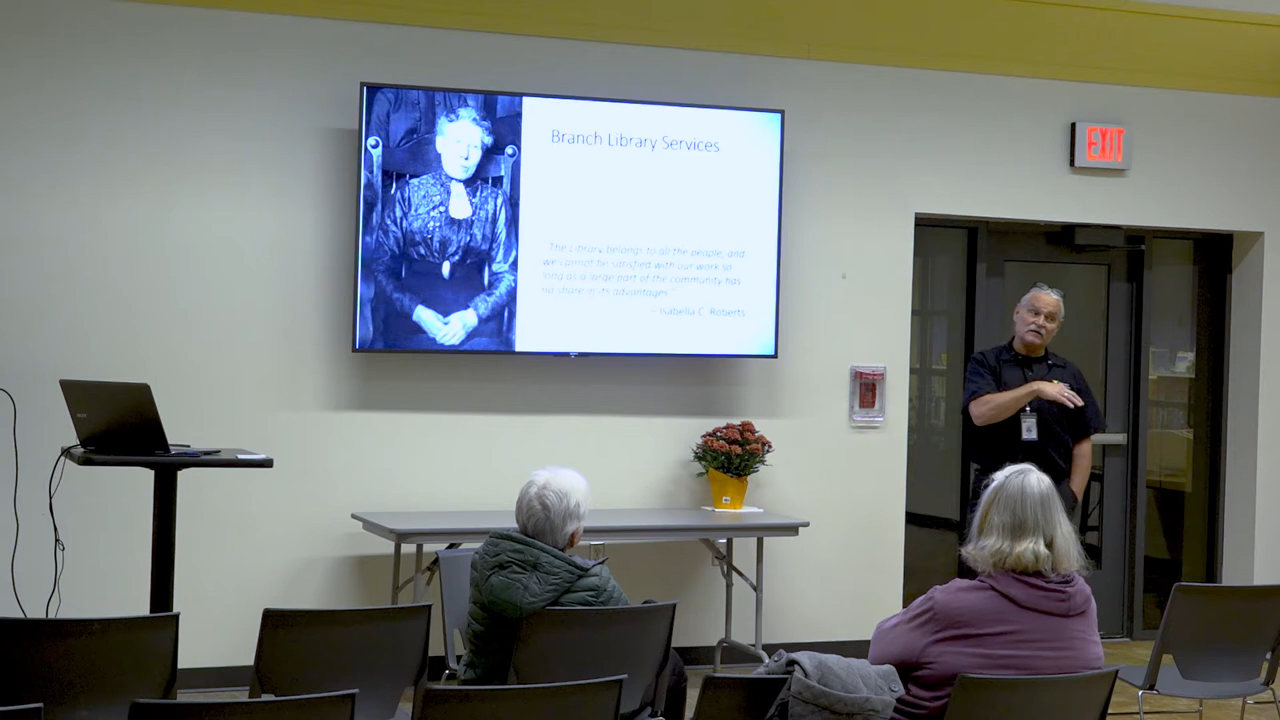 Branch Library Services
"The Library belongs to all the people, and
we cannot be satisfied with our work so
long as a large part of the community has
no share in its advantages."
– Isabella C. Roberts
EXIT